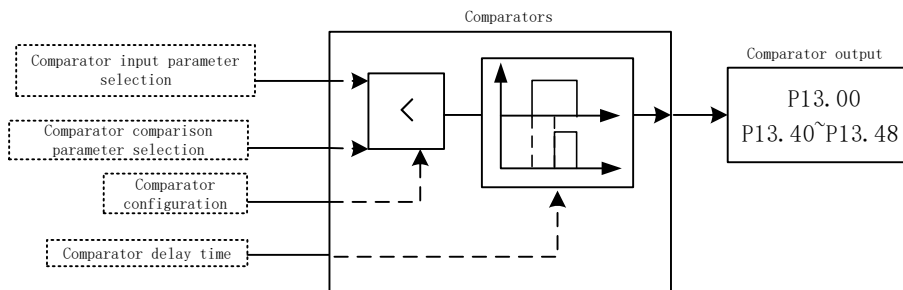 Comparators
Comparator input parameter
selection
Comparator comparison
parameter selection
Comparator
configuration
Comparator delay time
<
Comparator output
P13.00
P13.40~P13.48